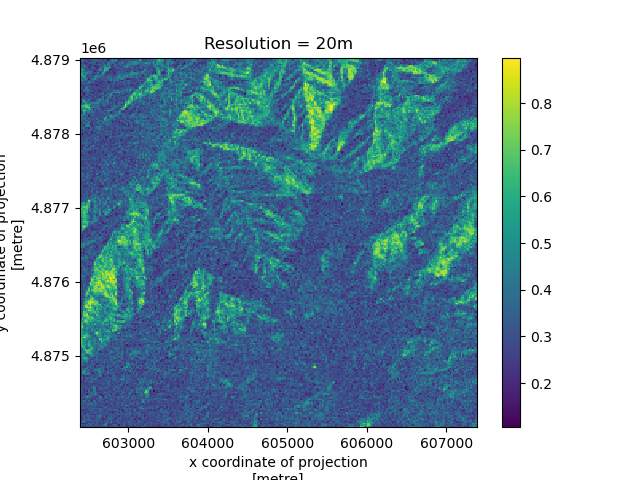 Resolution = 20m
1e6
4.879
4.878
4.877
4.876
4.875
y coordinate of projection
[metre]
603000 604000 605000 606000 607000
x coordinate of projection
[metre]
0.8
0.7
0.6
0.5
0.4
0.3
0.2